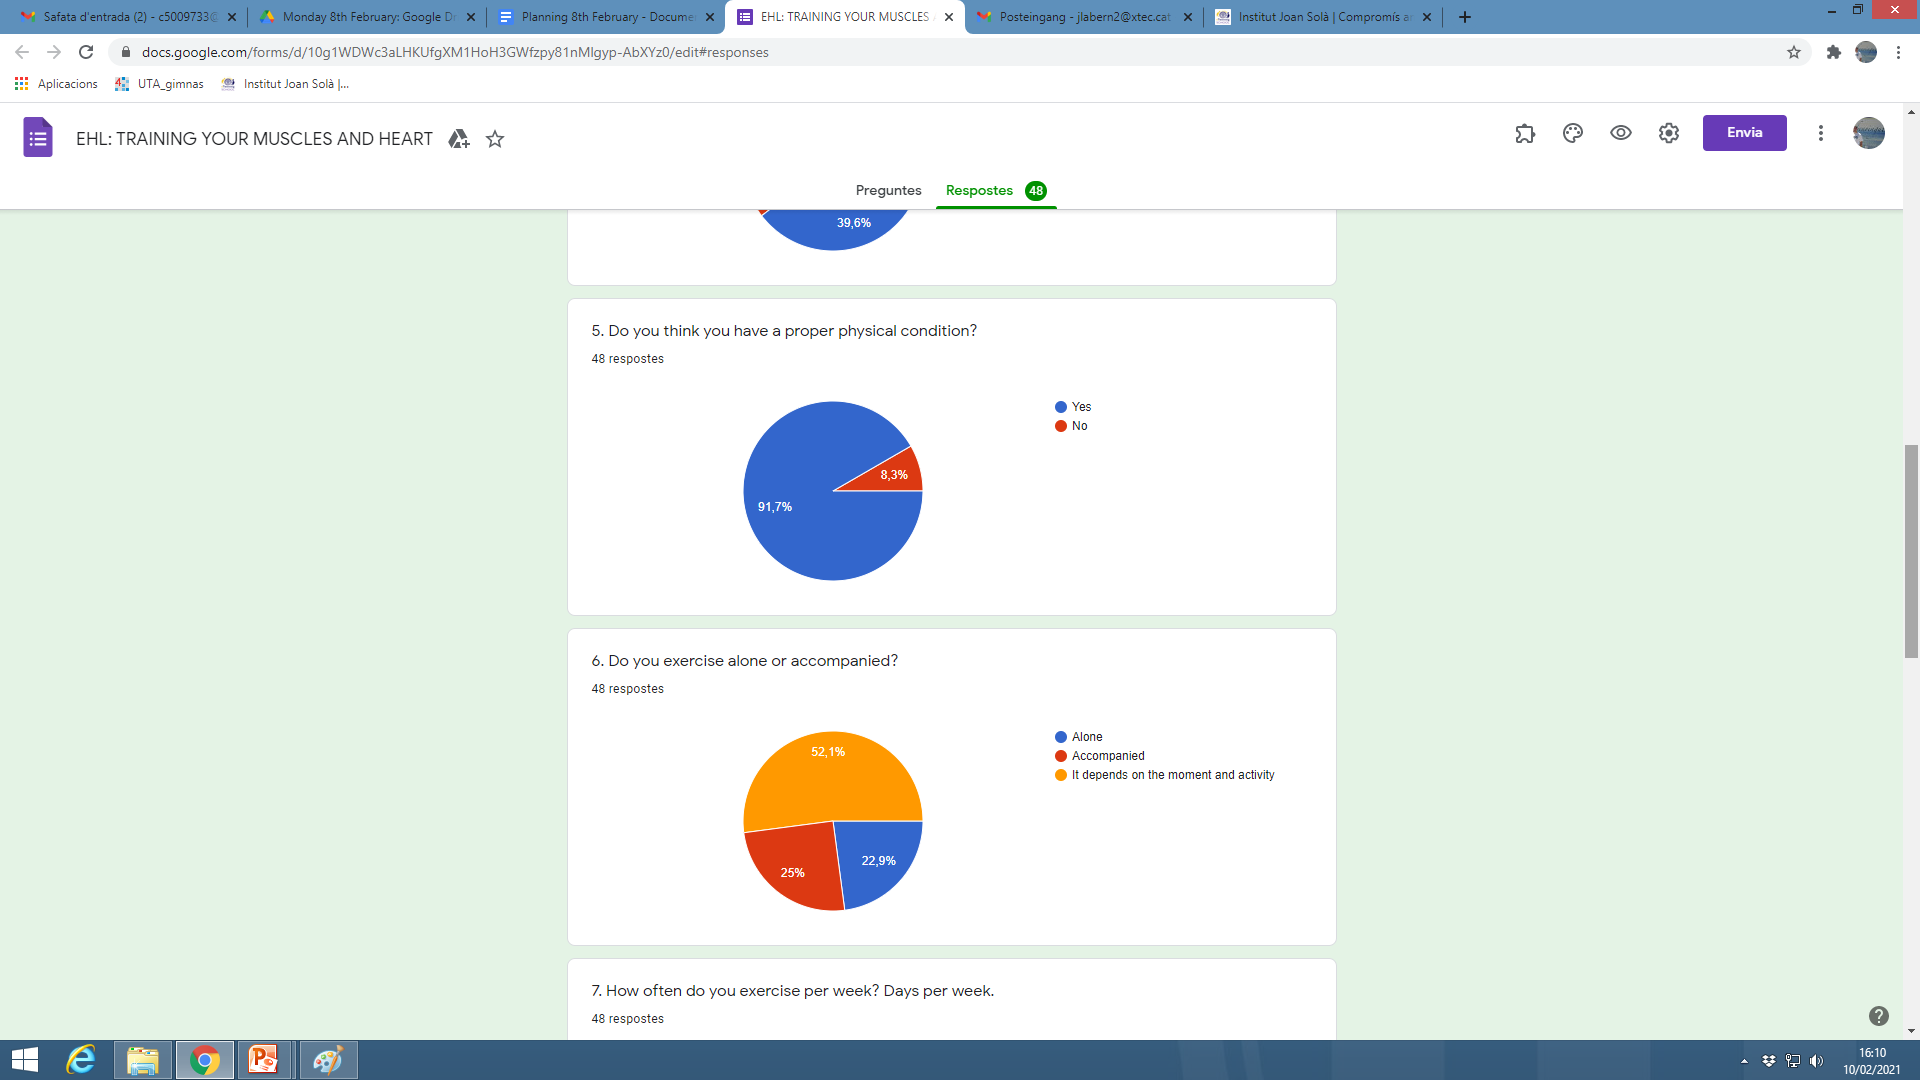 Safata d'entrada (2) - c5009733@
Monday 8th February: Google Dr
Planning 8th February - Documen
EHL: TRAINING YOUR MUSCLES A
Posteingang - jlabern2@xtec.cat
Institut Joan Solà | Compromís a
docs.google.com/forms/d/10g1WDWc3aLHKUfgXM1HoH3GWfzpy81nMlgyp-AbXYz0/edit#responses
Aplicacions
UTA_gimnas
Institut Joan Solà |...
EHL: TRAINING YOUR MUSCLES AND HEART
Envia
Preguntes
Respostes 48
39,6%
5. Do you think you have a proper physical condition?
48 respostes
Yes
No
8,3%
91,7%
6. Do you exercise alone or accompanied?
48 respostes
Alone
Accompanied
It depends on the moment and activity
52,1%
22,9%
25%
7. How often do you exercise per week? Days per week.
48 respostes
16:10
10/02/2021